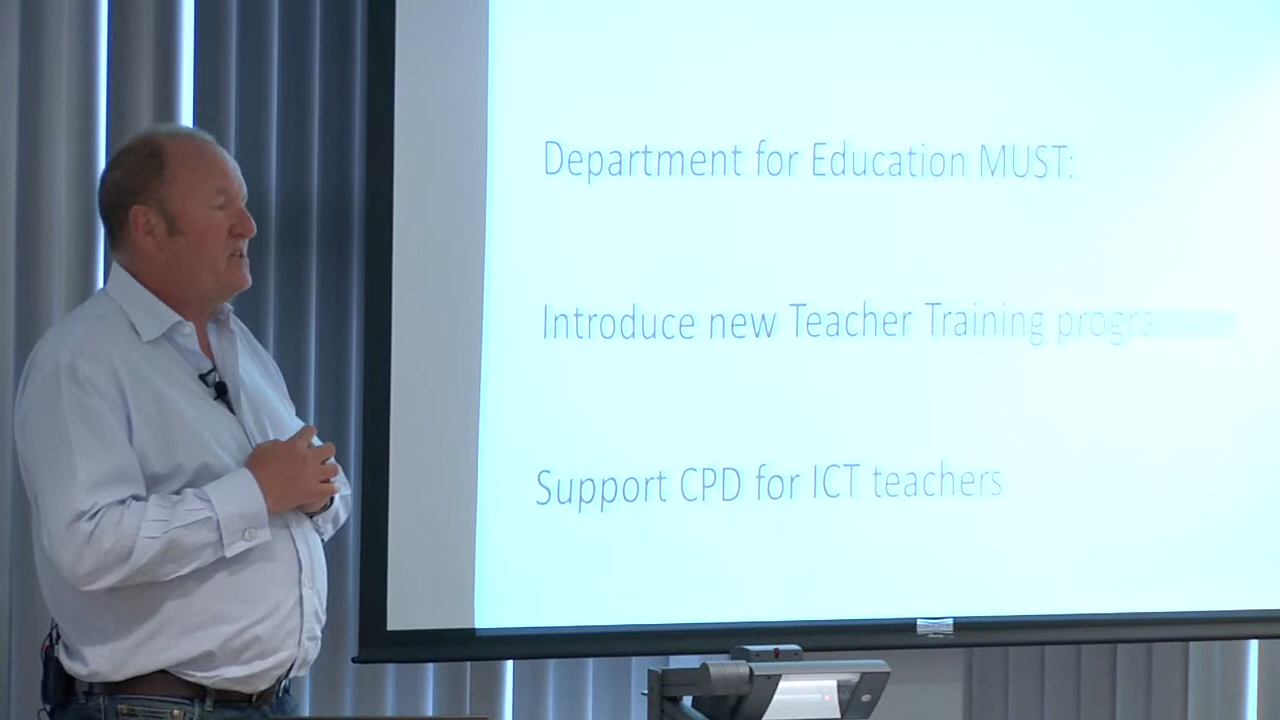 Department for Education MUST:
Introduce new Teacher Training
Support CPD for ICT teachers